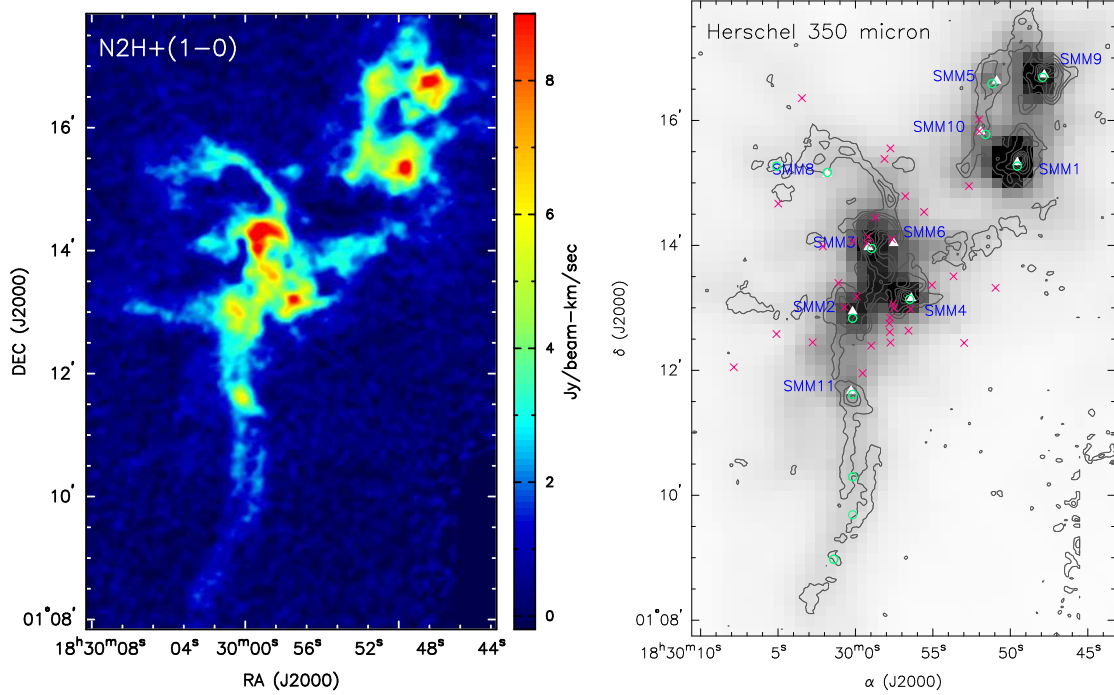 N2H+(1-0)
16′
14′
12′
10′
01°08′
DEC (J2000)
18ʰ30ᵐ08ˢ
04ˢ
30ᵐ00ˢ
56ˢ
52ˢ
48ˢ
44ˢ
RA (J2000)
8
6
4
2
0
Jy/beam-km/sec
Herschel 350 micron
SMM9
SMM5
SMM10
SMM1
SMM8
SMM6
SMM3
SMM2
SMM4
SMM11
16′
14′
12′
10′
01°08′
δ (J2000)
18ʰ30ᵐ10ˢ
5ˢ
30ᵐ00ˢ
55ˢ
50ˢ
45ˢ
α (J2000)